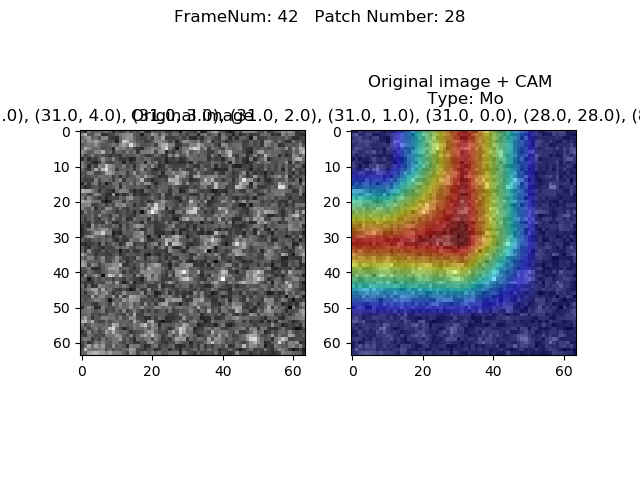 FrameNum: 42   Patch Number: 28
Original image + CAM
Type: Mo
.0), (31.0, 4.0), (31.0, 3.0), (31.0, 2.0), (31.0, 1.0), (31.0, 0.0), (28.0, 28.0), (8
Original image
0
10
20
30
40
50
60
0 20 40 60
0
10
20
30
40
50
60
0 20 40 60